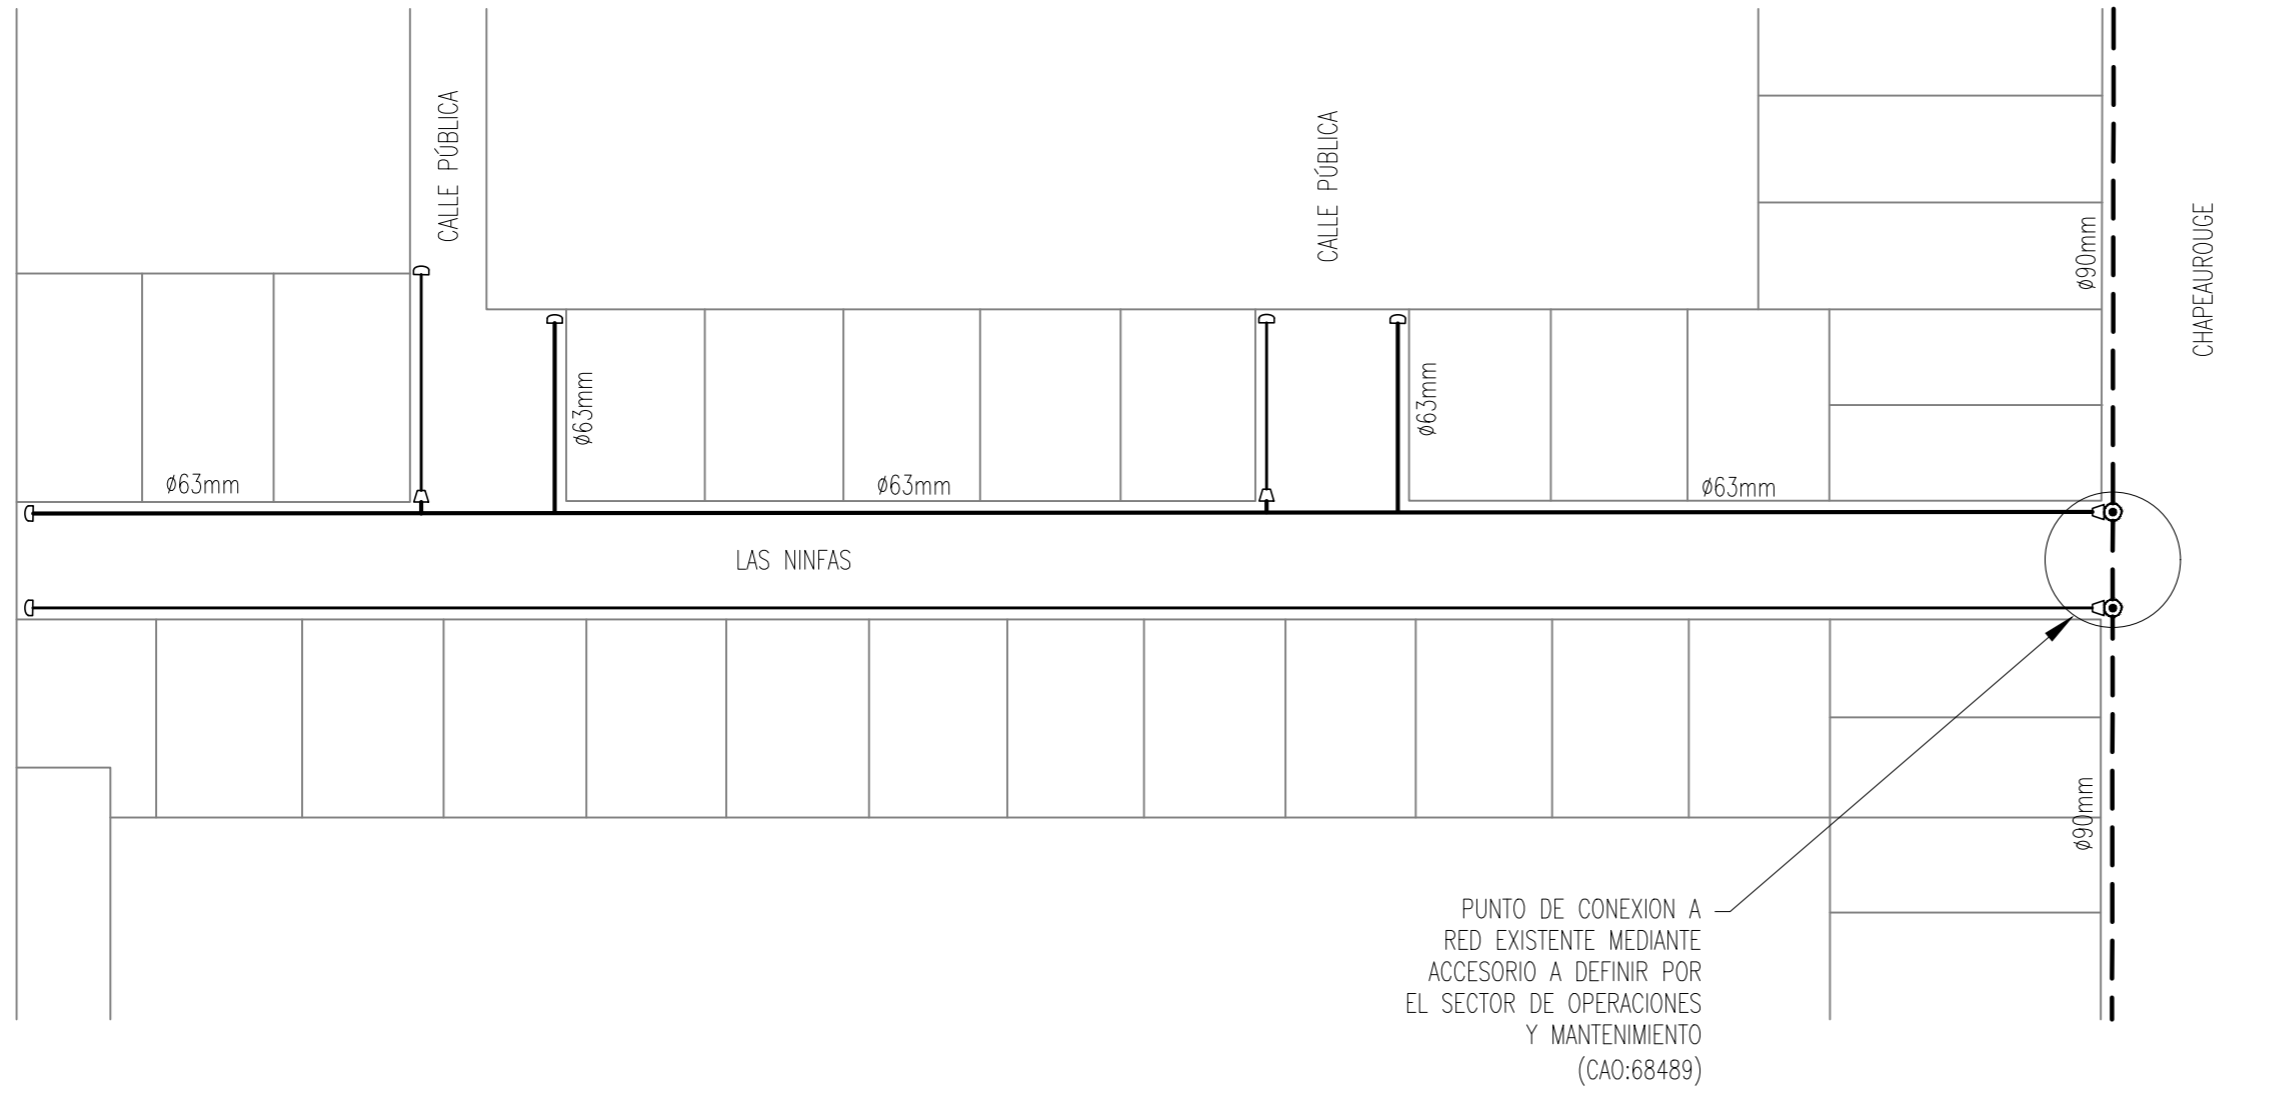 CALLE PÚBLICA
CALLE PÚBLICA
CHAPEAUROUGE
ø90mm
ø63mm
ø63mm
ø63mm
ø63mm
ø63mm
LAS NINFAS
ø90mm
PUNTO DE CONEXION A
RED EXISTENTE MEDIANTE
ACCESORIO A DEFINIR POR
EL SECTOR DE OPERACIONES
Y MANTENIMIENTO
(CAO:68489)